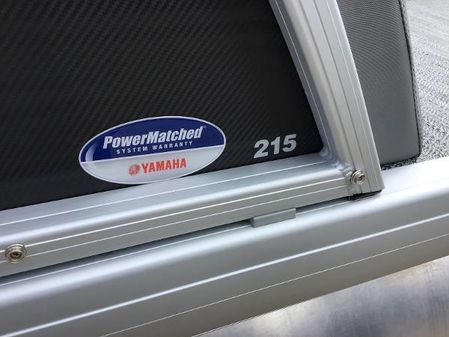 PowerMatched
SYSTEM WARRANTY
YAMAHA
215